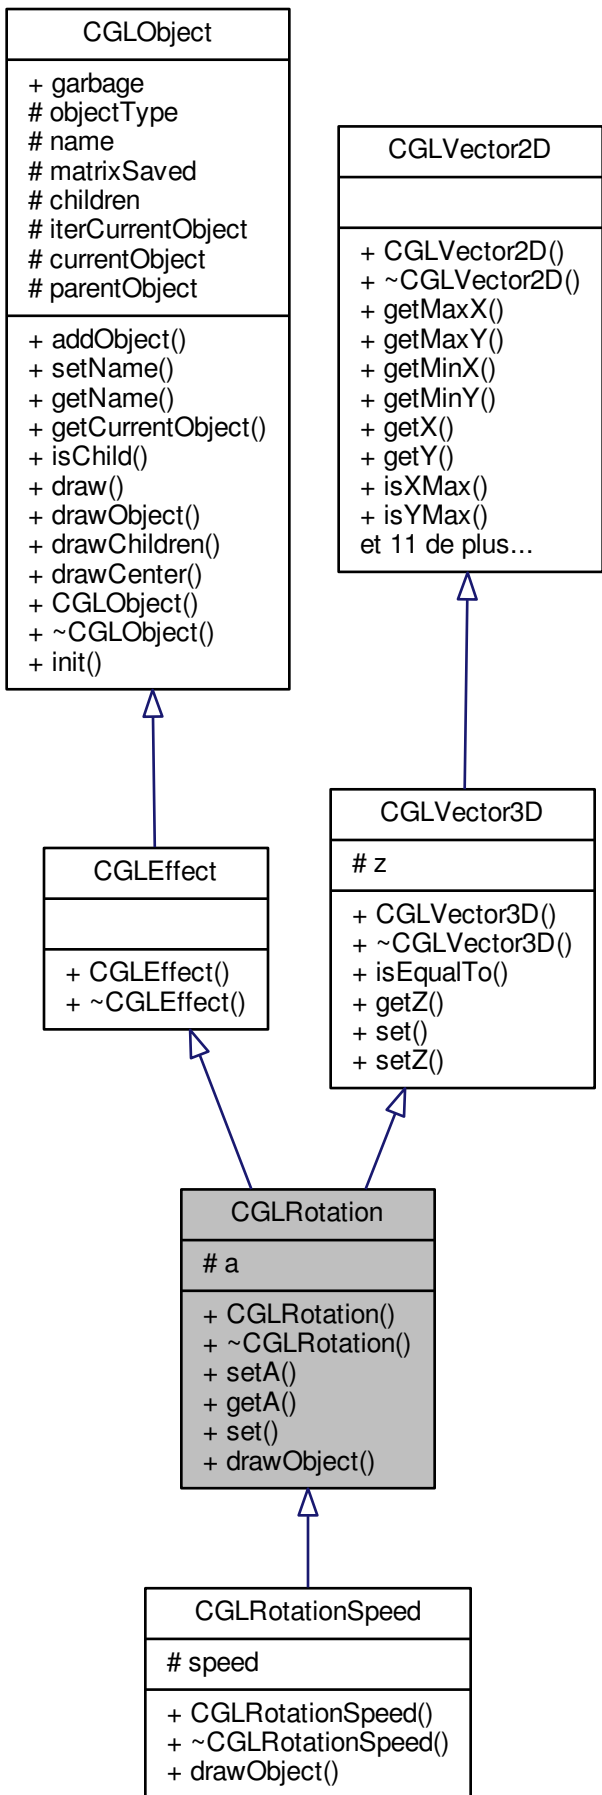 CGLObject
+ garbage
# objectType
# name
# matrixSaved
# children
# iterCurrentObject
# currentObject
# parentObject
+ addObject()
+ setName()
+ getName()
+ getCurrentObject()
+ isChild()
+ draw()
+ drawObject()
+ drawChildren()
+ drawCenter()
+ CGLObject()
+ ~CGLObject()
+ init()
CGLVector2D
+ CGLVector2D()
+ ~CGLVector2D()
+ getMaxX()
+ getMaxY()
+ getMinX()
+ getMinY()
+ getX()
+ getY()
+ isXMax()
+ isYMax()
et 11 de plus...
CGLEffect
+ CGLEffect()
+ ~CGLEffect()
CGLVector3D
# z
+ CGLVector3D()
+ ~CGLVector3D()
+ isEqualTo()
+ getZ()
+ set()
+ setZ()
CGLRotation
# a
+ CGLRotation()
+ ~CGLRotation()
+ setA()
+ getA()
+ set()
+ drawObject()
CGLRotationSpeed
# speed
+ CGLRotationSpeed()
+ ~CGLRotationSpeed()
+ drawObject()